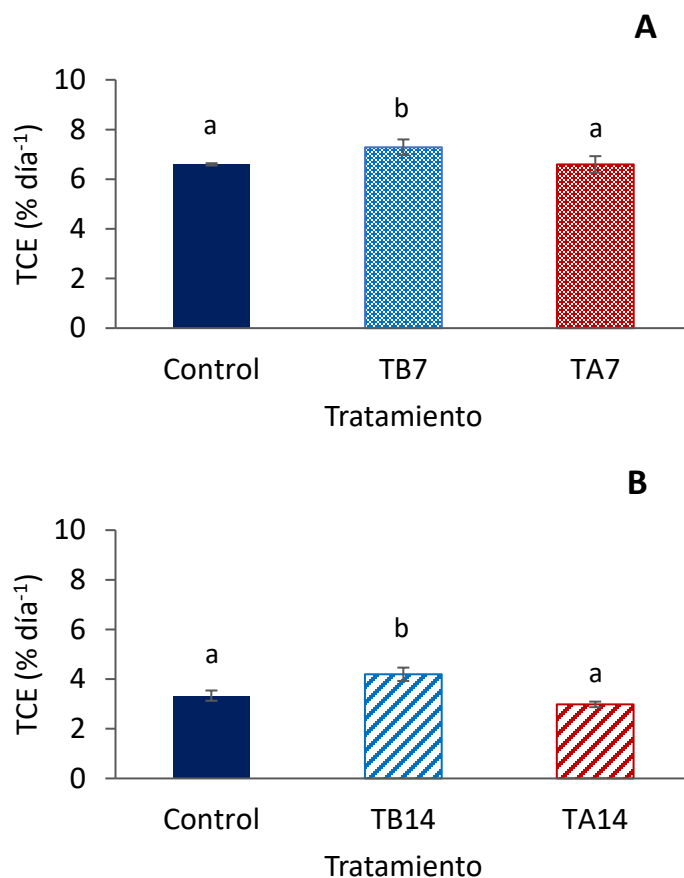 A
10
8
6
4
2
0
TCE (% día⁻¹)
a
b
a
Control TB7 TA7
Tratamiento
B
10
8
6
4
2
0
TCE (% día⁻¹)
a
b
a
Control TB14 TA14
Tratamiento